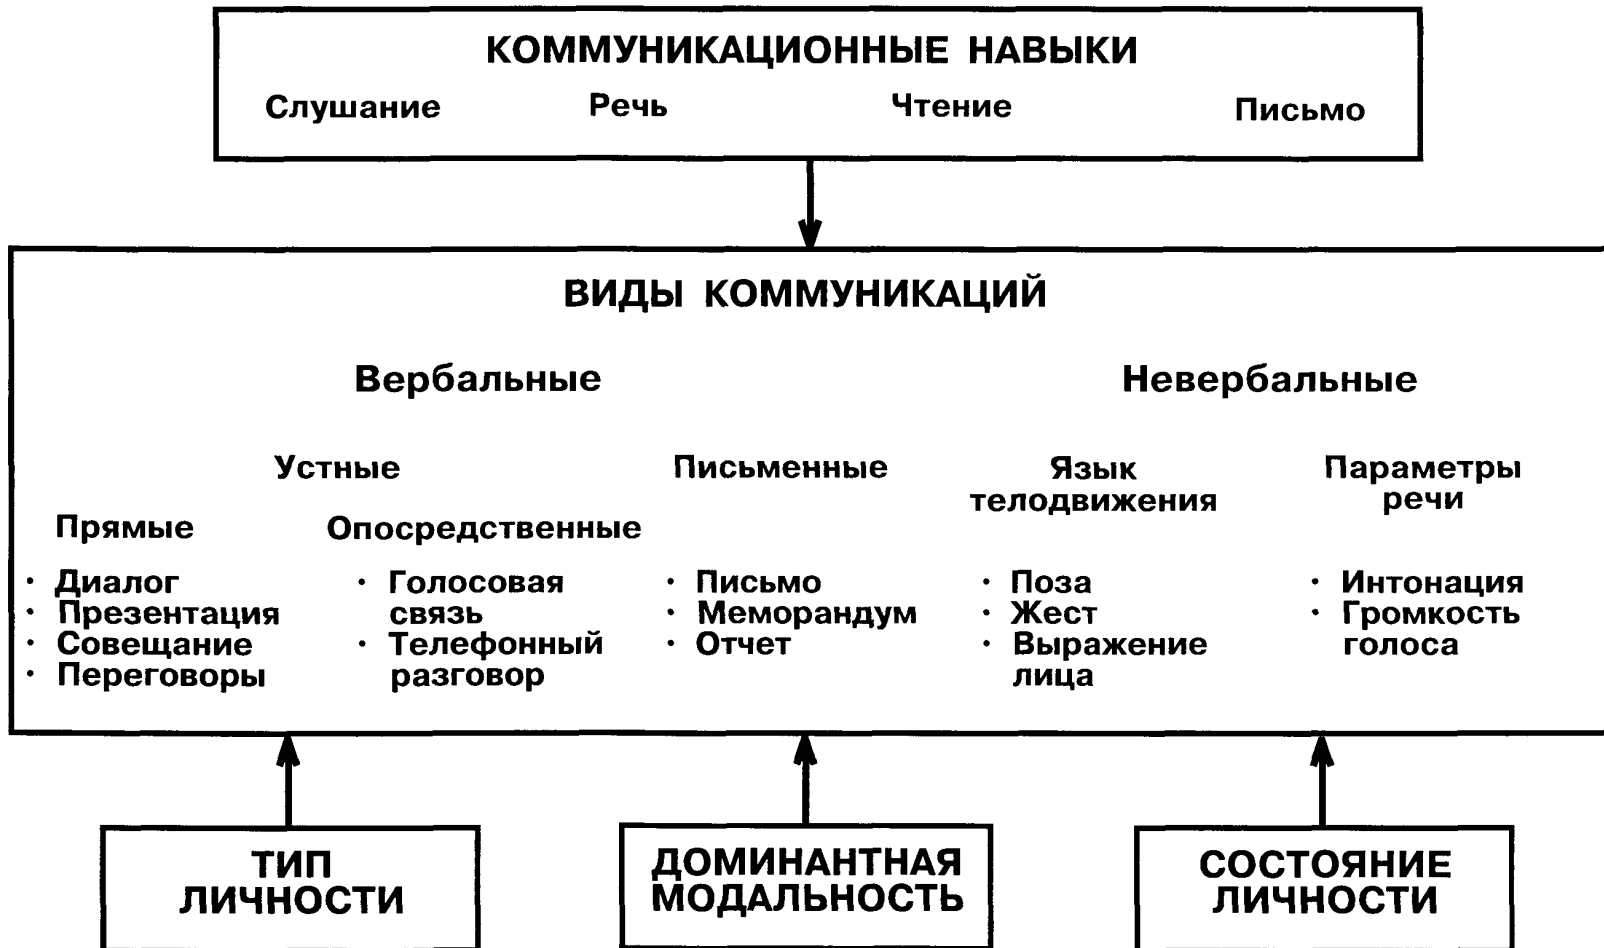 КОММУНИКАЦИОННЫЕ НАВЫКИ
Слушание Речь Чтение Письмо
ВИДЫ КОММУНИКАЦИЙ
Вербальные Невербальные
Устные Письменные Язык телодвижения Параметры речи
Прямые Опосредственные
· Диалог
· Презентация
· Совещание
· Переговоры
· Голосовая
связь
· Телефонный
разговор
· Письмо
· Меморандум
· Отчет
· Поза
· Жест
· Выражение
лица
· Интонация
· Громкость
голоса
ТИП
ЛИЧНОСТИ
ДОМИНАНТНАЯ
МОДАЛЬНОСТЬ
СОСТОЯНИЕ
ЛИЧНОСТИ